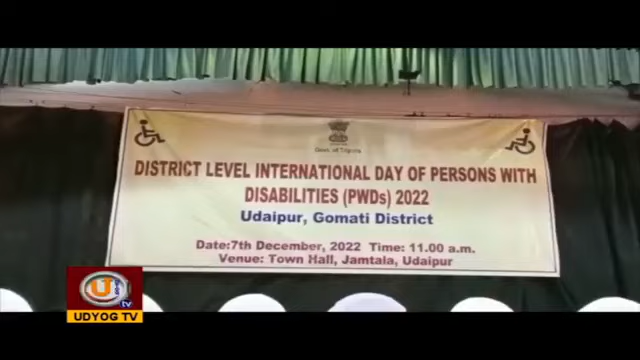 Govt. of Tripura
DISTRICT LEVEL INTERNATIONAL DAY OF PERSONS WITH
DISABILITIES (PWDs) 2022
Udaipur, Gomati District
Date:7th December, 2022 Time: 11.00 a.m.
Venue: Town Hall, Jamtala, Udaipur
tv
UDYOG TV